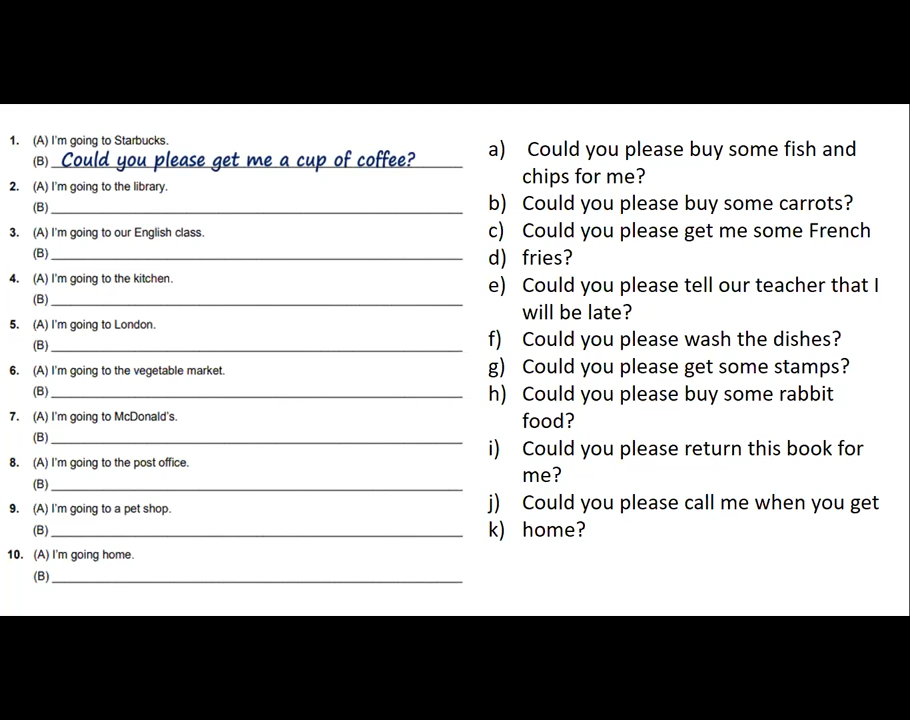 1. (A) I'm going to Starbucks.
(B) Could you please get me a cup of coffee?
2. (A) I'm going to the library.
(B)
3. (A) I'm going to our English class.
(B)
4. (A) I'm going to the kitchen.
(B)
5. (A) I'm going to London.
(B)
6. (A) I'm going to the vegetable market.
(B)
7. (A) I'm going to McDonald's.
(B)
8. (A) I'm going to the post office.
(B)
9. (A) I'm going to a pet shop.
(B)
10. (A) I'm going home.
(B)
a) Could you please buy some fish and
chips for me?
b) Could you please buy some carrots?
c) Could you please get me some French
d) fries?
e) Could you please tell our teacher that I
will be late?
f) Could you please wash the dishes?
g) Could you please get some stamps?
h) Could you please buy some rabbit
food?
i) Could you please return this book for
me?
j) Could you please call me when you get
k) home?